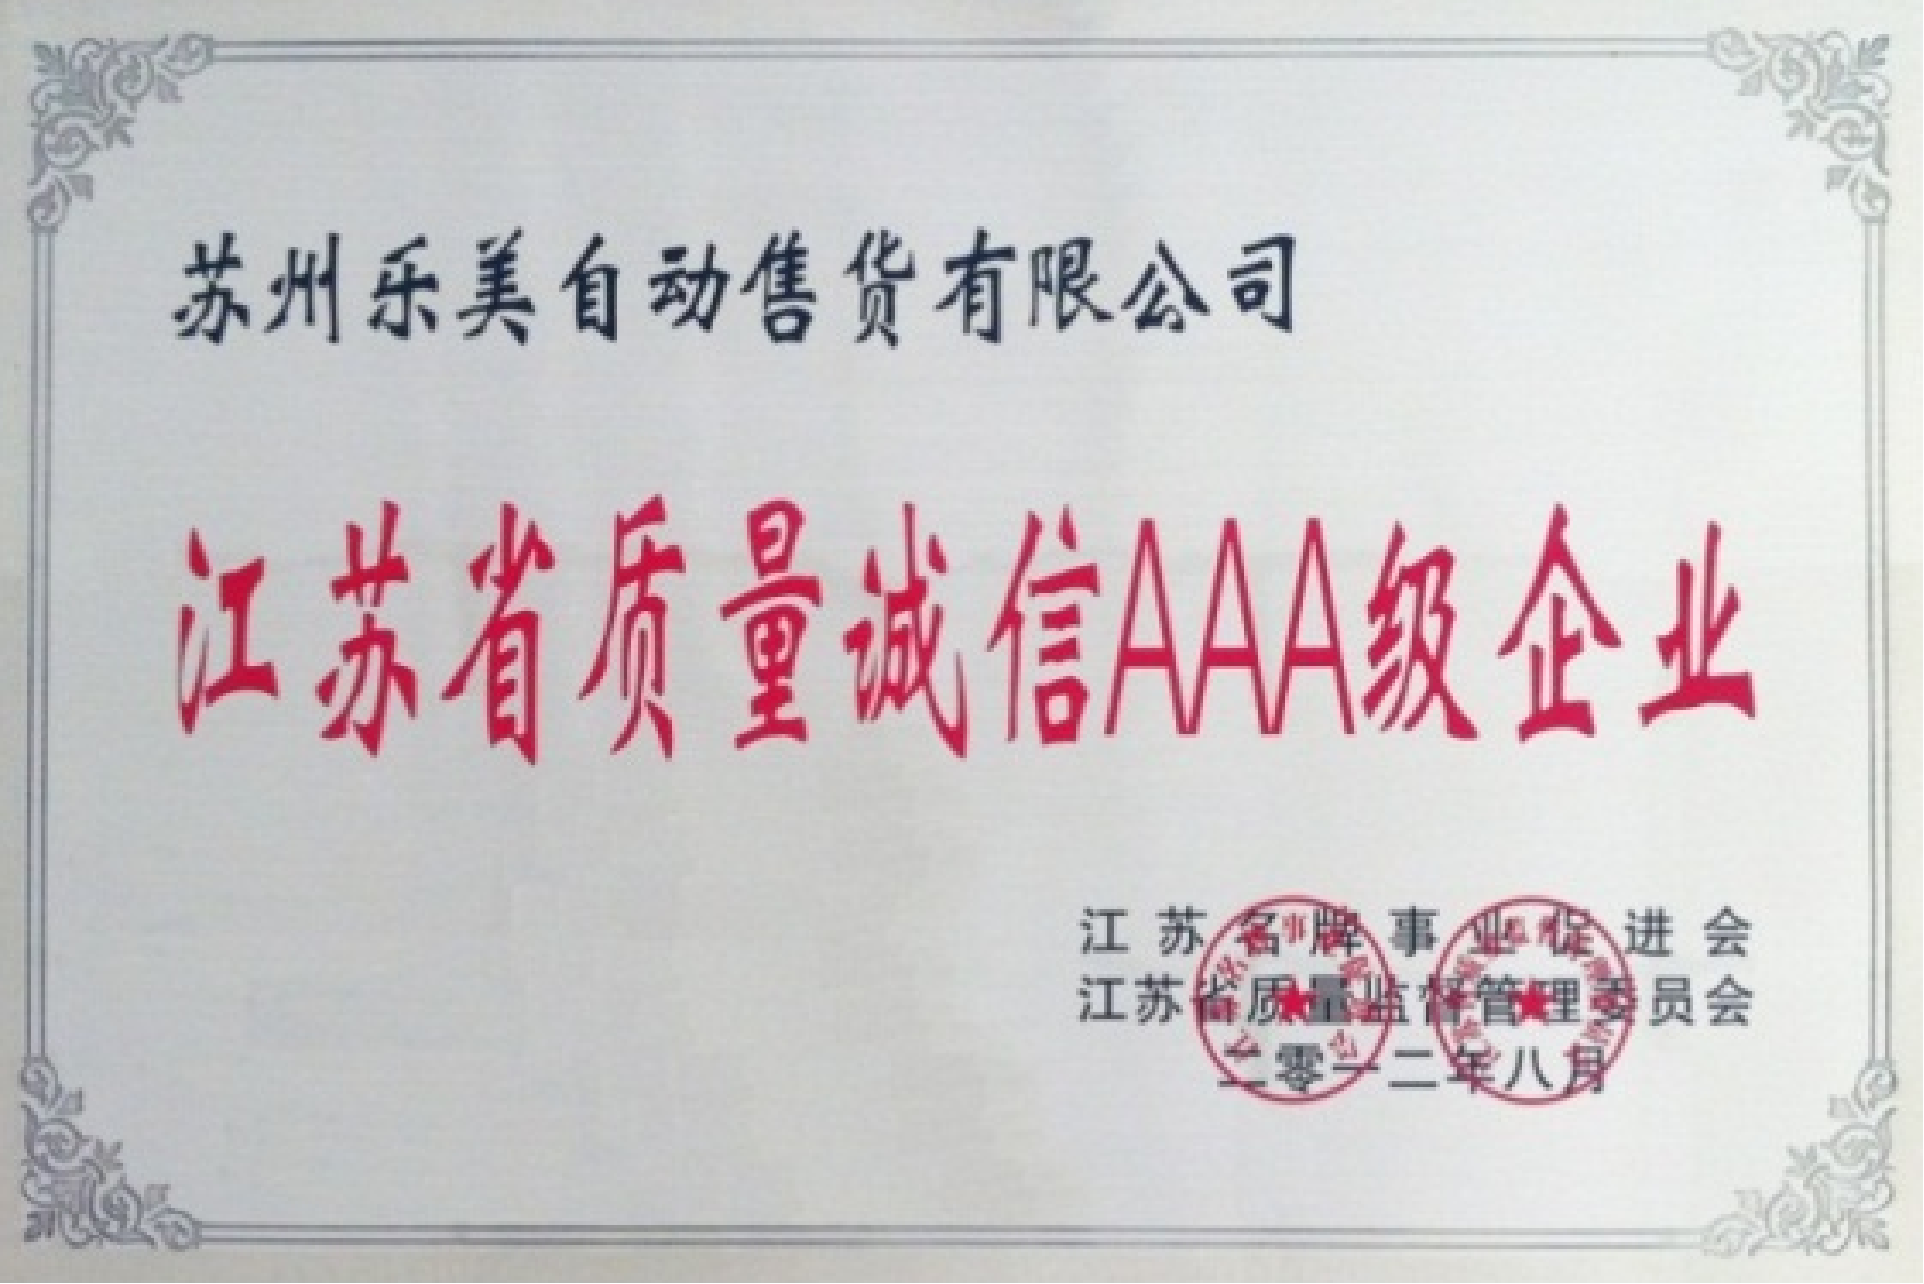 苏州乐美自动售货有限公司
江苏省质量诚信AAA级企业
江苏名牌事业促进会
江苏省质量监督管理委员会
二零一二年八月